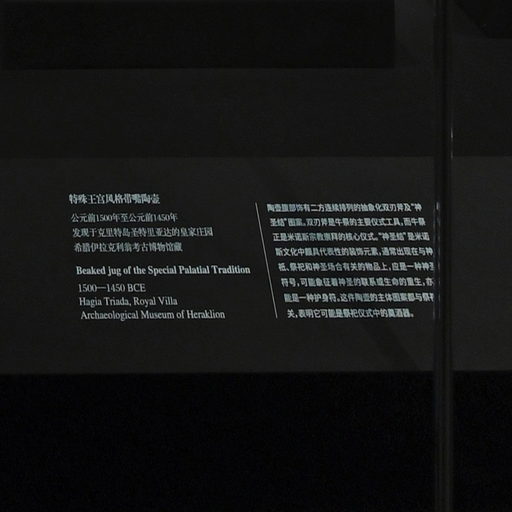 特殊王宫风格带嘴陶壶
公元前1500年至公元前1450年
发现于克里特岛圣特里亚达的皇家庄园
希腊伊拉克利翁考古博物馆藏
Beaked jug of the Special Palatial Tradition
1500—1450 BCE
Hagia Triada, Royal Villa
Archaeological Museum of Heraklion
陶壶腹部饰有二方连续排列的抽象化双刃斧及“神
圣结”图案。双刃斧是牛祭的主要仪式工具，而牛祭
正是米诺斯宗教崇拜的核心仪式。“神圣结”是米诺
斯文化中颇具代表性的装饰元素，通常出现在与神
祇、祭祀和神圣场合有关的物品上，应是一种神圣
符号，可能象征着神圣的联系或生命的重生，亦
能是一种护身符。这件陶壶的主体图案都与祭祀
关，表明它可能是祭祀仪式中的奠酒器。